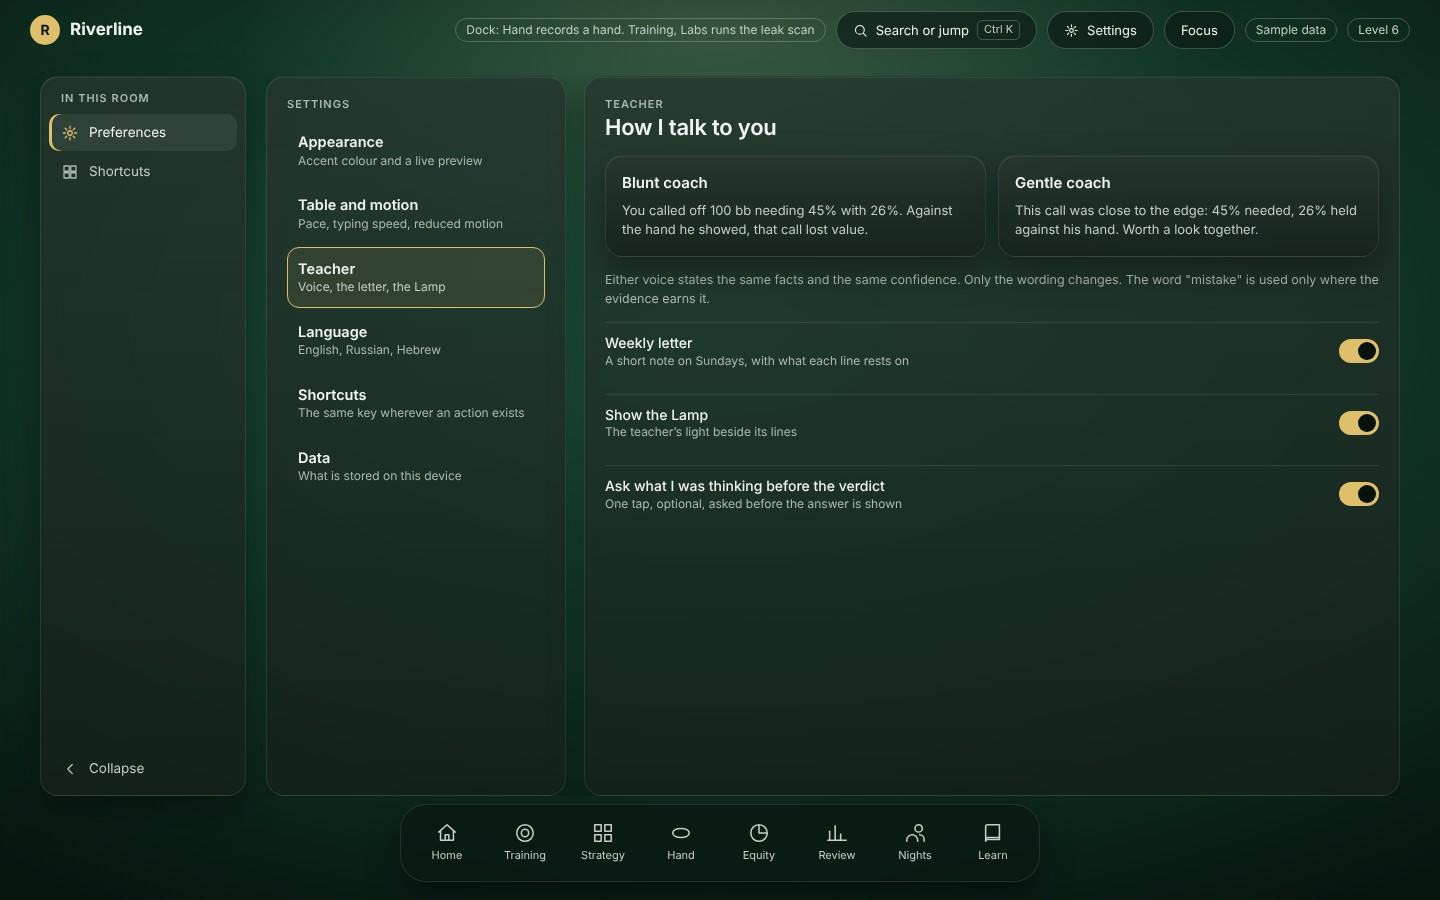 R
Riverline
Dock: Hand records a hand. Training, Labs runs the leak scan
Search or jump
Ctrl K
Settings
Focus
Sample data
Level 6
IN THIS ROOM
Preferences
Shortcuts
Collapse
SETTINGS
Appearance
Accent colour and a live preview
Table and motion
Pace, typing speed, reduced motion
Teacher
Voice, the letter, the Lamp
Language
English, Russian, Hebrew
Shortcuts
The same key wherever an action exists
Data
What is stored on this device
TEACHER
How I talk to you
Blunt coach
You called off 100 bb needing 45% with 26%. Against
the hand he showed, that call lost value.
Gentle coach
This call was close to the edge: 45% needed, 26% held
against his hand. Worth a look together.
Either voice states the same facts and the same confidence. Only the wording changes. The word "mistake" is used only where the
evidence earns it.
Weekly letter
A short note on Sundays, with what each line rests on
Show the Lamp
The teacher’s light beside its lines
Ask what I was thinking before the verdict
One tap, optional, asked before the answer is shown
Home
Training
Strategy
Hand
Equity
Review
Nights
Learn